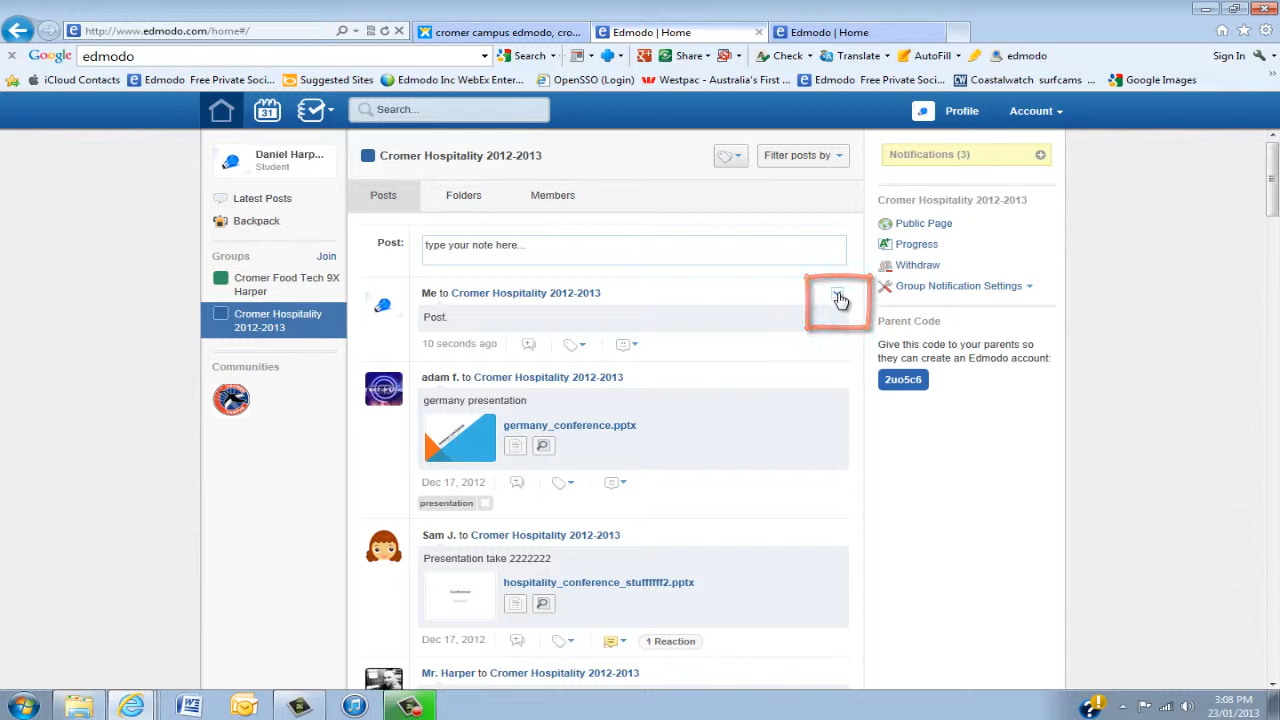 http://www.edmodo.com/home#/
cromer campus edmodo, cro...
Edmodo | Home
Edmodo | Home
Google
edmodo
Search
Share
Check
Translate
AutoFill
edmodo
Sign In
iCloud Contacts
Edmodo Free Private Soci...
Suggested Sites
Edmodo Inc WebEx Enter...
OpenSSO (Login)
Westpac - Australia's First ...
Edmodo Free Private Soci...
Coastalwatch surfcams ...
Google Images
31
Search...
Profile
Account
Daniel Harp...
Student
Latest Posts
Backpack
Groups
Join
Cromer Food Tech 9X
Harper
Cromer Hospitality
2012-2013
Communities
Cromer Hospitality 2012-2013
Filter posts by
Posts
Folders
Members
Post:
type your note here...
Me to Cromer Hospitality 2012-2013
Post.
10 seconds ago
adam f. to Cromer Hospitality 2012-2013
germany presentation
germany_conference.pptx
Dec 17, 2012
presentation
Sam J. to Cromer Hospitality 2012-2013
Presentation take 2222222
hospitality_conference_stuffffff2.pptx
Dec 17, 2012
1 Reaction
Mr. Harper to Cromer Hospitality 2012-2013
Notifications (3)
Cromer Hospitality 2012-2013
Public Page
Progress
Withdraw
Group Notification Settings
Parent Code
Give this code to your parents so
they can create an Edmodo account:
2uo5c6
3:08 PM
23/01/2013